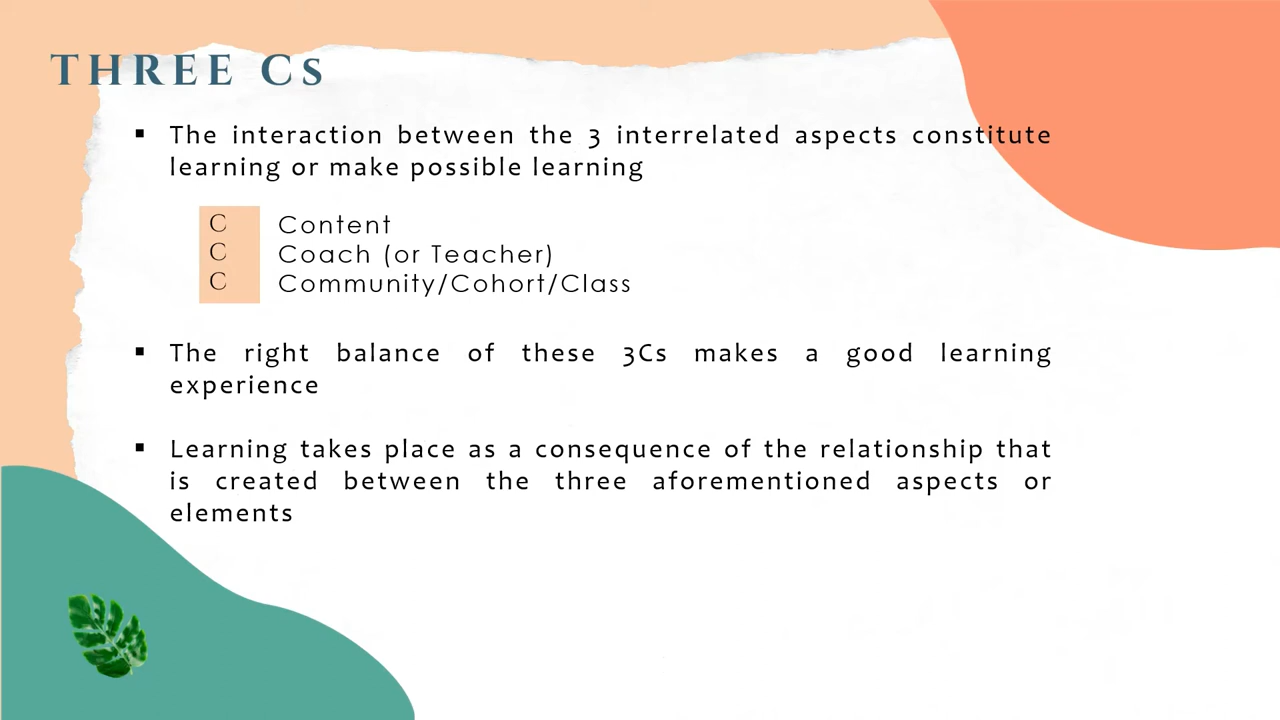 THREE Cs
▪ The interaction between the 3 interrelated aspects constitute
learning or make possible learning
C Content
C Coach (or Teacher)
C Community/Cohort/Class
▪ The right balance of these 3Cs makes a good learning
experience
▪ Learning takes place as a consequence of the relationship that
is created between the three aforementioned aspects or
elements